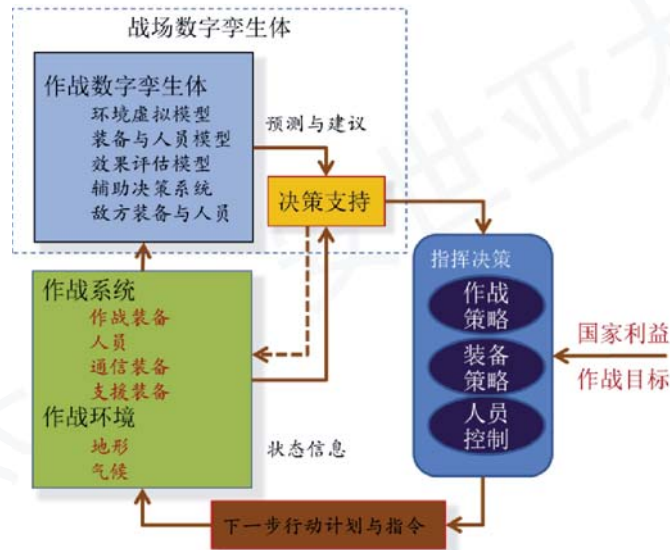 战场数字孪生体
作战数字孪生体
环境虚拟模型
装备与人员模型
效果评估模型
辅助决策系统
敌方装备与人员
预测与建议
决策支持
作战系统
作战装备
人员
通信装备
支援装备
作战环境
地形
气候
状态信息
指挥决策
作战
策略
装备
策略
人员
控制
国家利益
作战目标
下一步行动计划与指令